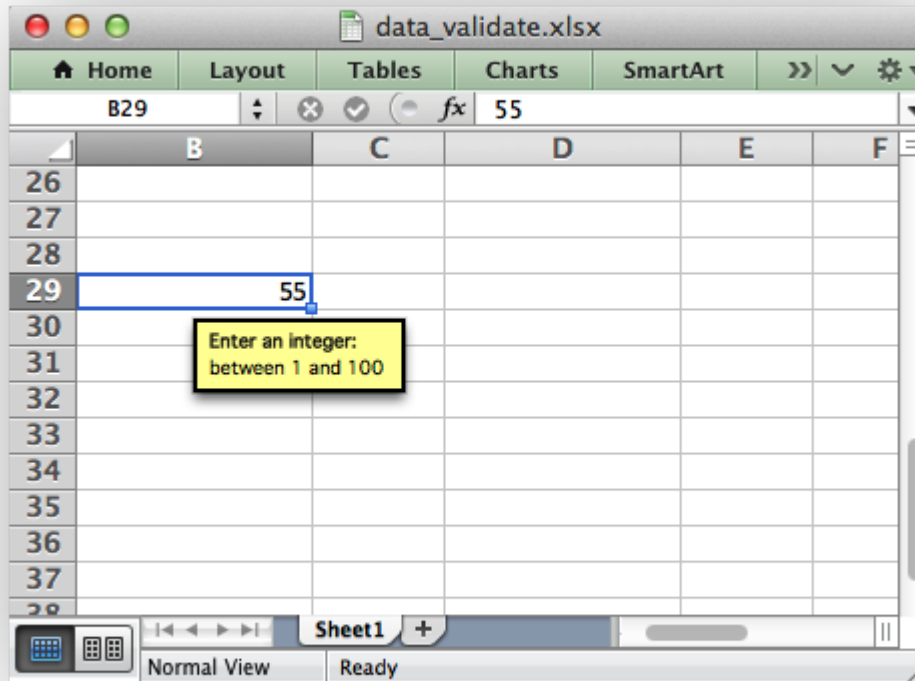 data_validate.xlsx
Home Layout Tables Charts SmartArt
B29 fx 55
B C D E F
26
27
28
29 55
30
Enter an integer:
31
between 1 and 100
32
33
34
35
36
37
38
Sheet1 +
Normal View Ready